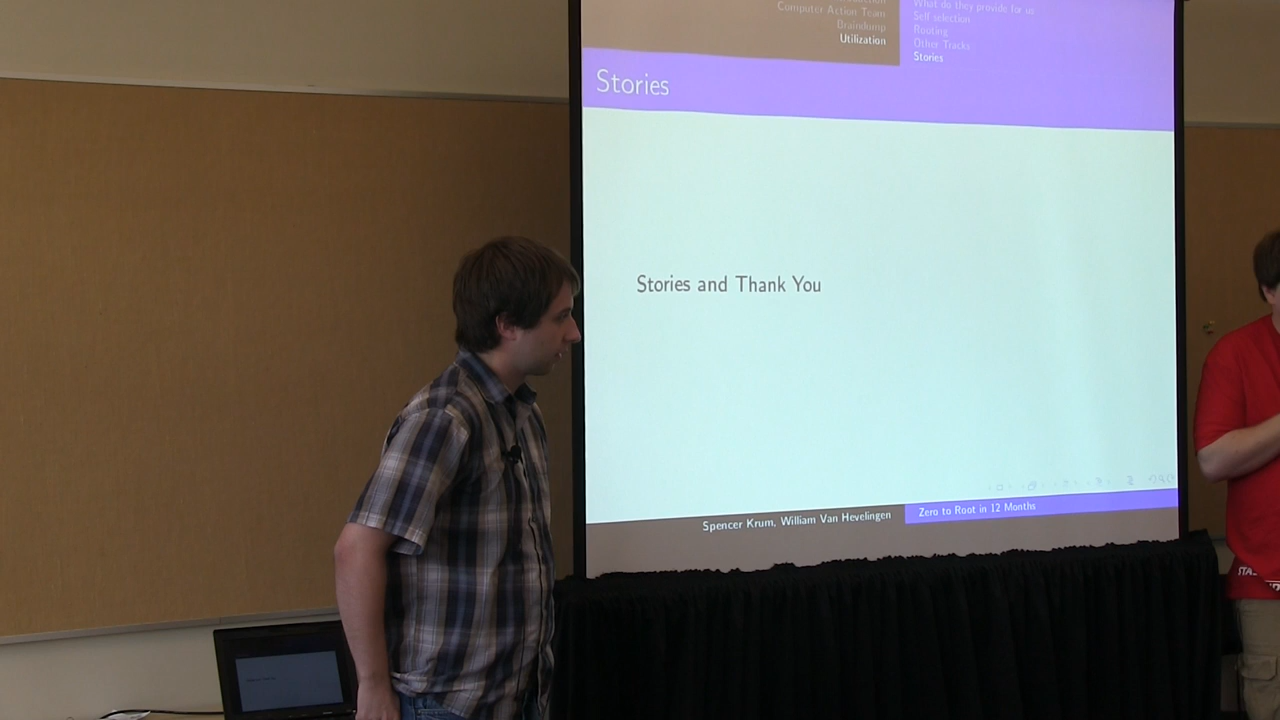 Computer Action Team
Braindump
Utilization
What do they provide for us
Self selection
Rooting
Other Tracks
Stories
Stories
Stories and Thank You
Spencer Krum, William Van Hevelingen
Zero to Root in 12 Months